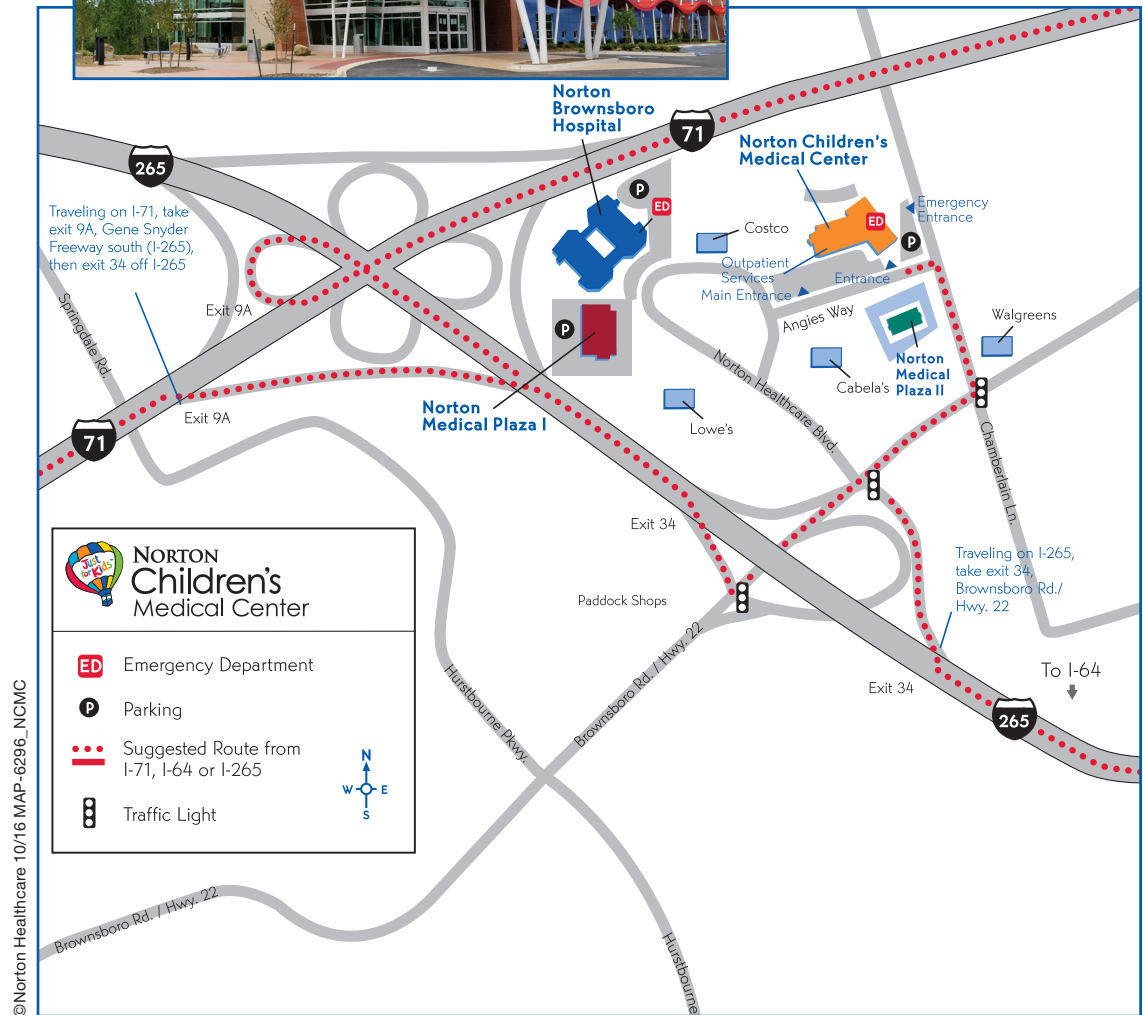 Norton
Brownsboro
Hospital
71
Norton Children's
Medical Center
265
P
ED
ED
Emergency
Entrance
P
Traveling on I-71, take
exit 9A, Gene Snyder
Freeway south (I-265),
then exit 34 off I-265
Costco
Outpatient
Services
Entrance
Main Entrance
Exit 9A
Springdale Rd.
P
Angies Way
Walgreens
Norton
Medical
Plaza II
Cabela's
Norton Healthcare Blvd.
Norton
Medical Plaza I
Exit 9A
71
Lowe's
Chamberlain Ln.
Exit 34
Just
for Kids
NORTON
Children's
Medical Center
Traveling on I-265,
take exit 34,
Brownsboro Rd./
Hwy. 22
Paddock Shops
ED
Emergency Department
P
Parking
Suggested Route from
I-71, I-64 or I-265
Traffic Light
N
W
E
S
Hurstbourne Pkwy.
Brownsboro Rd. / Hwy. 22
To I-64
Exit 34
265
Brownsboro Rd. / Hwy. 22
Hurstbourne
©Norton Healthcare 10/16 MAP-6296_NCMC